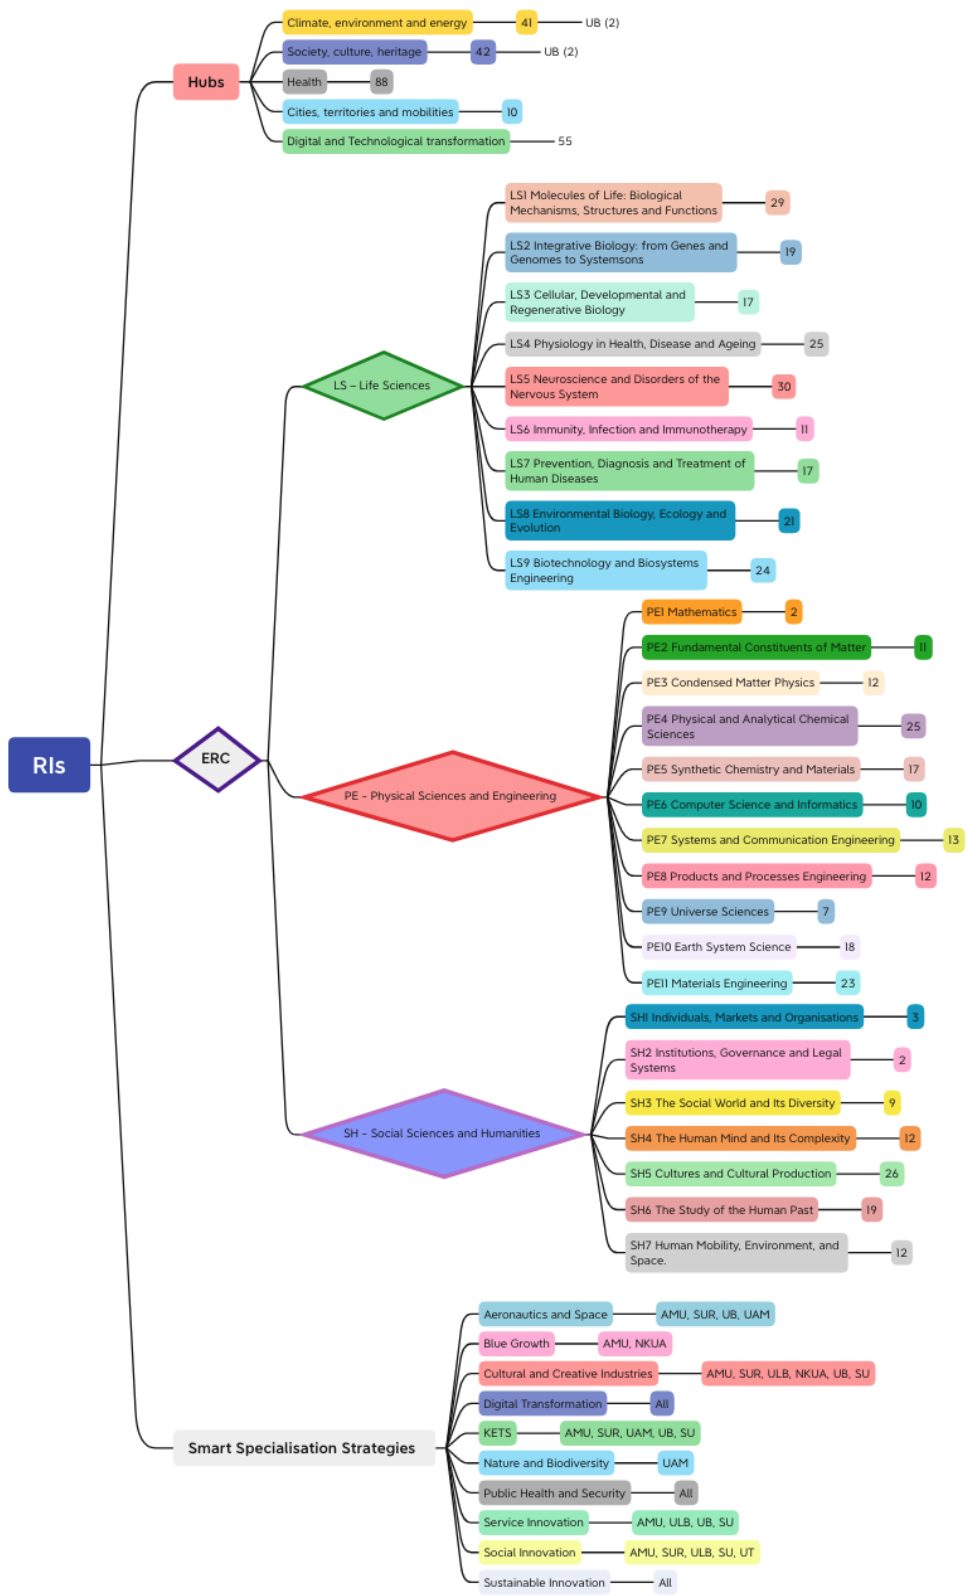 RIs
Hubs
Climate, environment and energy 41 UB (2)
Society, culture, heritage 42 UB (2)
Health 88
Cities, territories and mobilities 10
Digital and Technological transformation 55
ERC
LS – Life Sciences
LS1 Molecules of Life: Biological
Mechanisms, Structures and Functions 29
LS2 Integrative Biology: from Genes and
Genomes to Systemsons 19
LS3 Cellular, Developmental and
Regenerative Biology 17
LS4 Physiology in Health, Disease and Ageing 25
LS5 Neuroscience and Disorders of the
Nervous System 30
LS6 Immunity, Infection and Immunotherapy 11
LS7 Prevention, Diagnosis and Treatment of
Human Diseases 17
LS8 Environmental Biology, Ecology and
Evolution 21
LS9 Biotechnology and Biosystems
Engineering 24
PE - Physical Sciences and Engineering
PE1 Mathematics 2
PE2 Fundamental Constituents of Matter 11
PE3 Condensed Matter Physics 12
PE4 Physical and Analytical Chemical
Sciences 25
PE5 Synthetic Chemistry and Materials 17
PE6 Computer Science and Informatics 10
PE7 Systems and Communication Engineering 13
PE8 Products and Processes Engineering 12
PE9 Universe Sciences 7
PE10 Earth System Science 18
PE11 Materials Engineering 23
SH - Social Sciences and Humanities
SH1 Individuals, Markets and Organisations 3
SH2 Institutions, Governance and Legal
Systems 2
SH3 The Social World and Its Diversity 9
SH4 The Human Mind and Its Complexity 12
SH5 Cultures and Cultural Production 26
SH6 The Study of the Human Past 19
SH7 Human Mobility, Environment, and
Space. 12
Smart Specialisation Strategies
Aeronautics and Space AMU, SUR, UB, UAM
Blue Growth AMU, NKUA
Cultural and Creative Industries AMU, SUR, ULB, NKUA, UB, SU
Digital Transformation All
KETS AMU, SUR, UAM, UB, SU
Nature and Biodiversity UAM
Public Health and Security All
Service Innovation AMU, ULB, UB, SU
Social Innovation AMU, SUR, ULB, SU, UT
Sustainable Innovation All